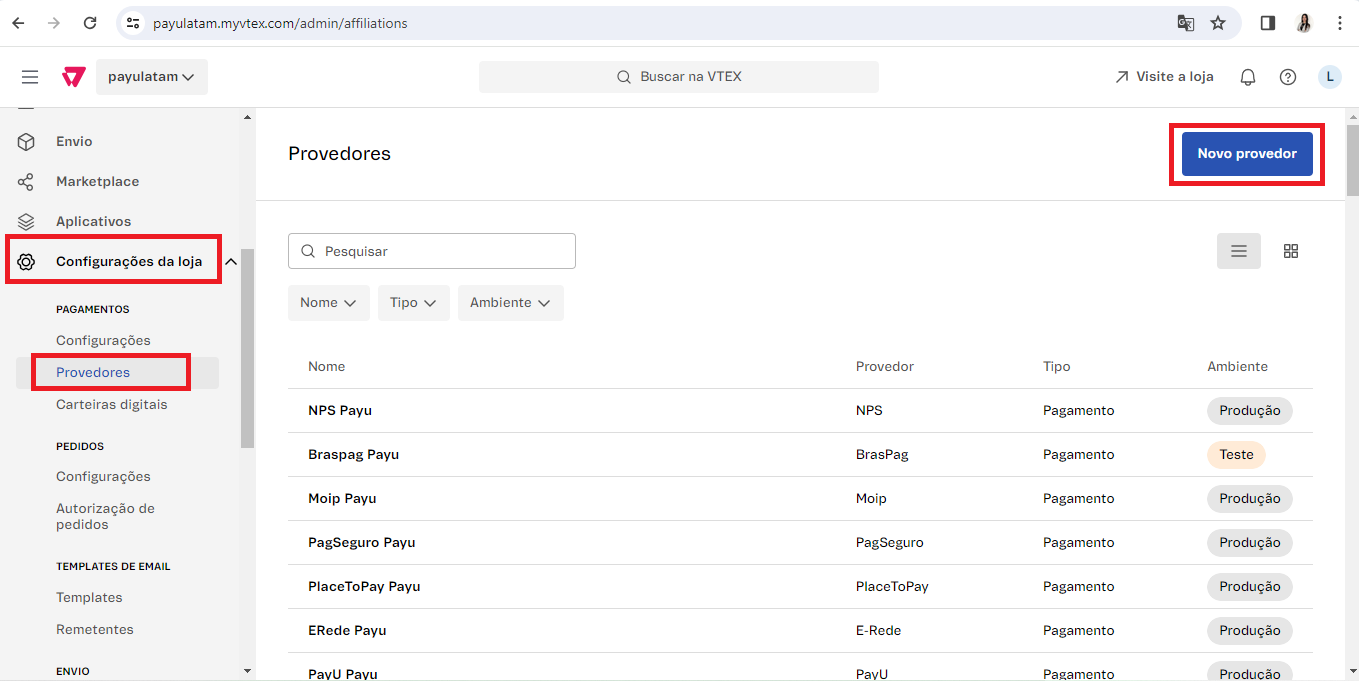 payulatam.myvtex.com/admin/affiliations
payulatam
Buscar na VTEX
Visite a loja
L
Envio
Marketplace
Aplicativos
Configurações da loja
PAGAMENTOS
Configurações
Provedores
Carteiras digitais
PEDIDOS
Configurações
Autorização de
pedidos
TEMPLATES DE EMAIL
Templates
Remetentes
ENVIO
Provedores
Novo provedor
Pesquisar
Nome Tipo Ambiente
Nome Provedor Tipo Ambiente
NPS Payu NPS Pagamento Produção
Braspag Payu BrasPag Pagamento Teste
Moip Payu Moip Pagamento Produção
PagSeguro Payu PagSeguro Pagamento Produção
PlaceToPay Payu PlaceToPay Pagamento Produção
ERede Payu E-Rede Pagamento Produção
PayU Payu PayU Pagamento Produção